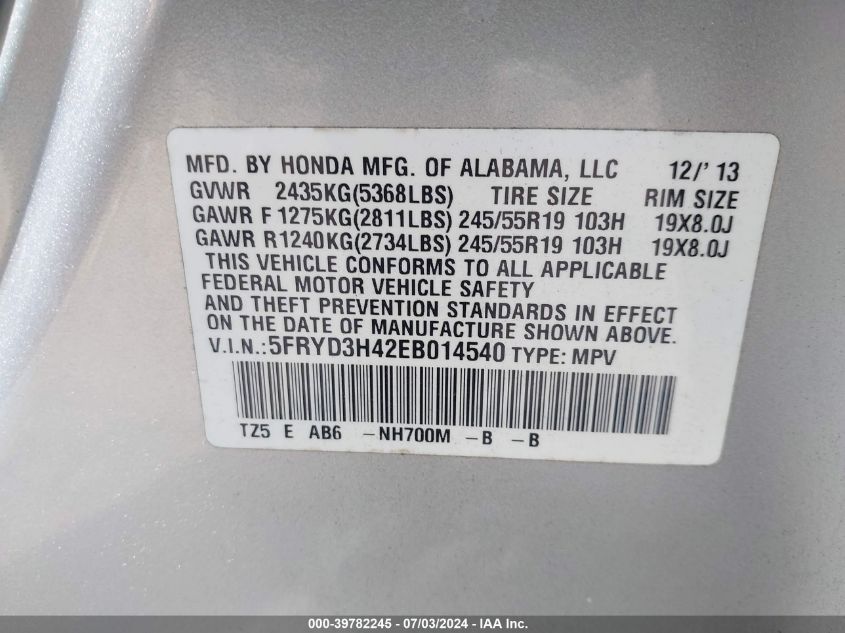 MFD. BY HONDA MFG. OF ALABAMA, LLC 12/' 13
GVWR 2435KG(5368LBS) TIRE SIZE RIM SIZE
GAWR F 1275KG(2811LBS) 245/55R19 103H 19X8.0J
GAWR R1240KG(2734LBS) 245/55R19 103H 19X8.0J
THIS VEHICLE CONFORMS TO ALL APPLICABLE
FEDERAL MOTOR VEHICLE SAFETY
AND THEFT PREVENTION STANDARDS IN EFFECT
ON THE DATE OF MANUFACTURE SHOWN ABOVE.
V.I.N.:5FRYD3H42EB014540 TYPE: MPV
TZ5 E AB6 -NH700M -B -B
000-39782245 - 07/03/2024 - IAA Inc.